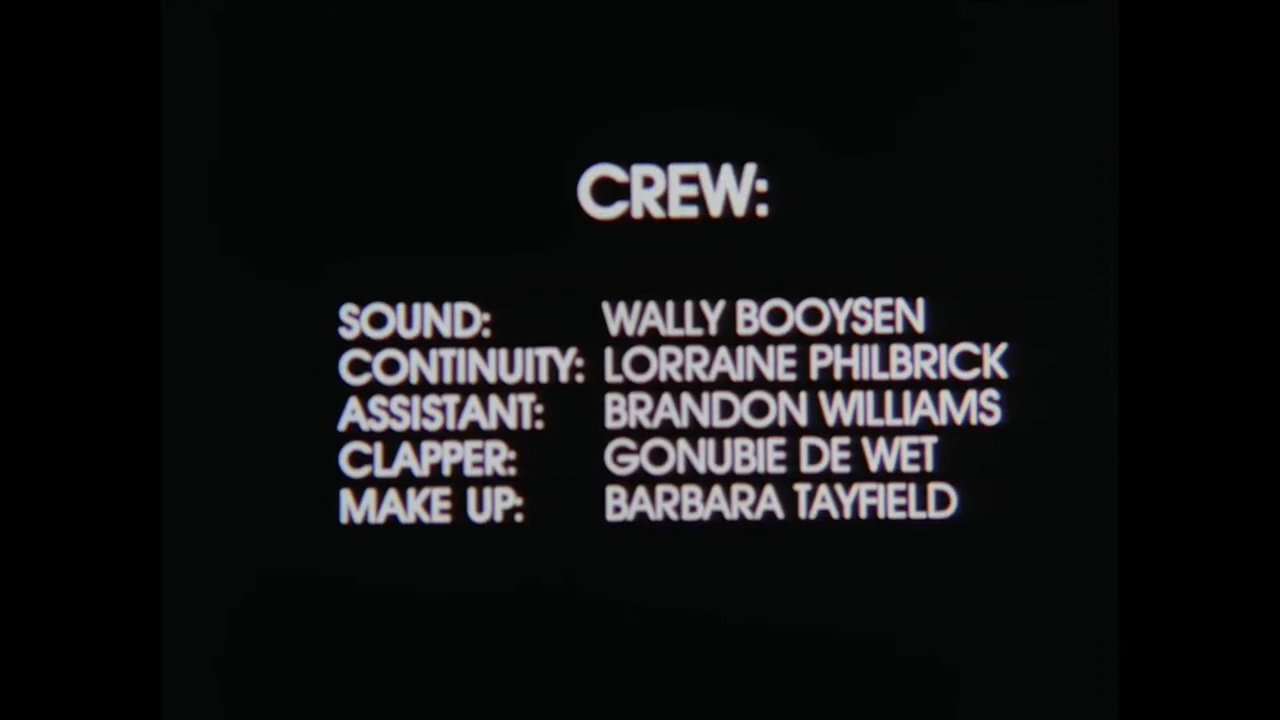 CREW:
SOUND: WALLY BOOYSEN
CONTINUITY: LORRAINE PHILBRICK
ASSISTANT: BRANDON WILLIAMS
CLAPPER: GONUBIE DE WET
MAKE UP: BARBARA TAYFIELD